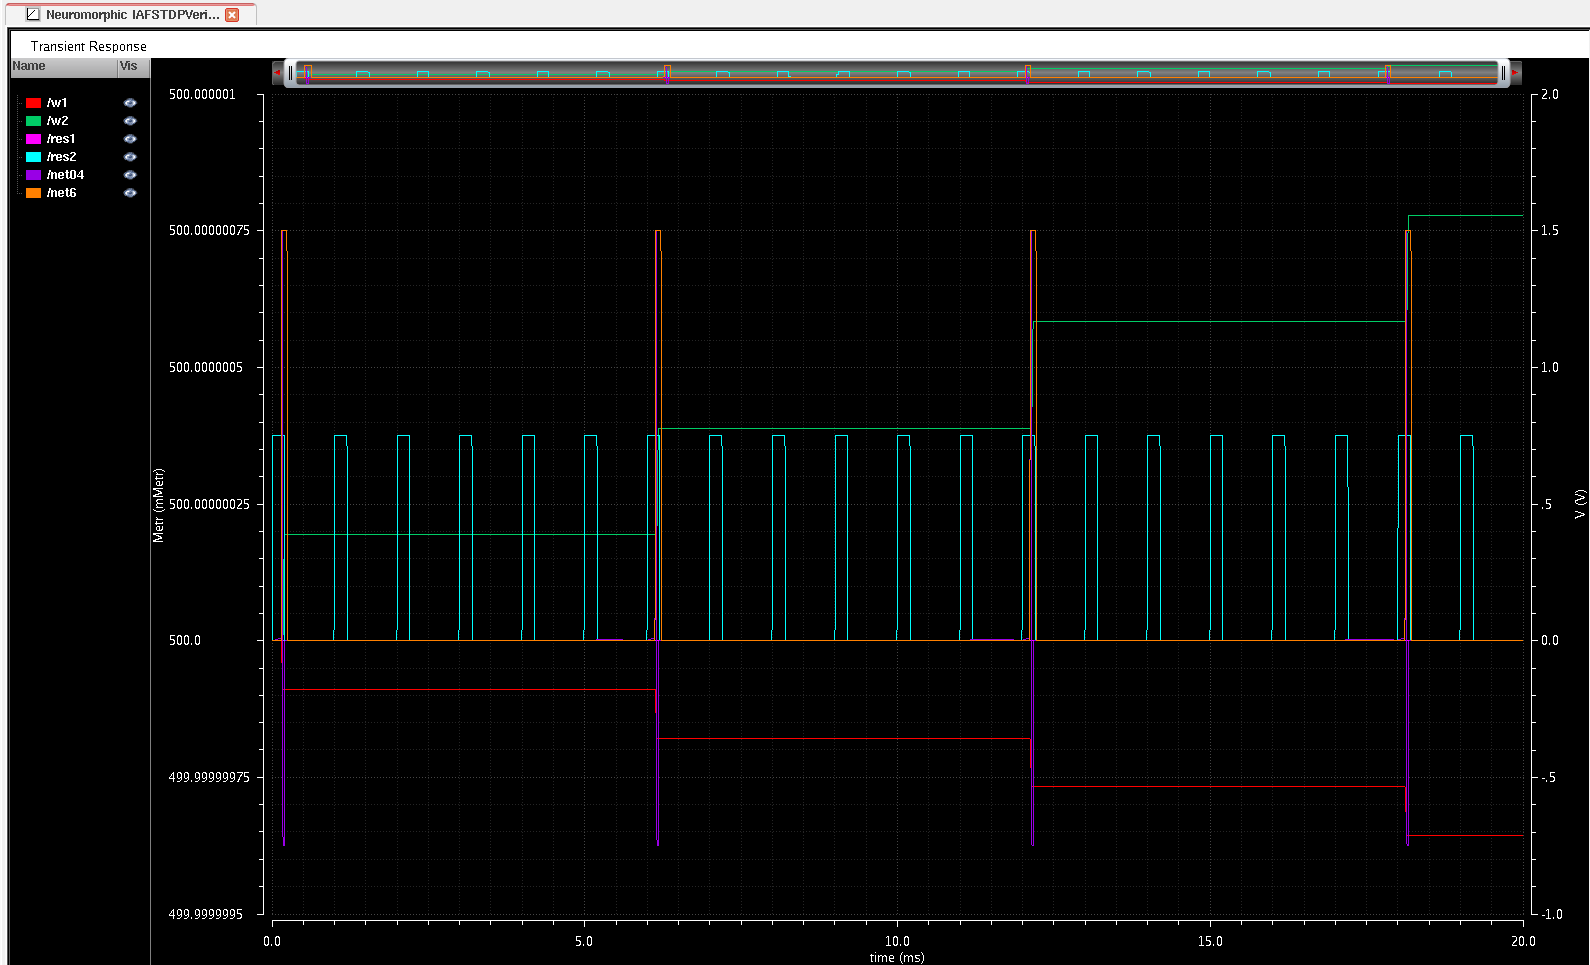 Neuromorphic IAFSTDPVeri...
Transient Response
Name Vis
/w1
/w2
/res1
/res2
/net04
/net6
500.000001
500.00000075
500.0000005
500.00000025
500.0
499.99999975
499.9999995
Metr (mMetr)
2.0
1.5
1.0
.5
0.0
-.5
-1.0
V (V)
0.0 5.0 10.0 15.0 20.0
time (ms)